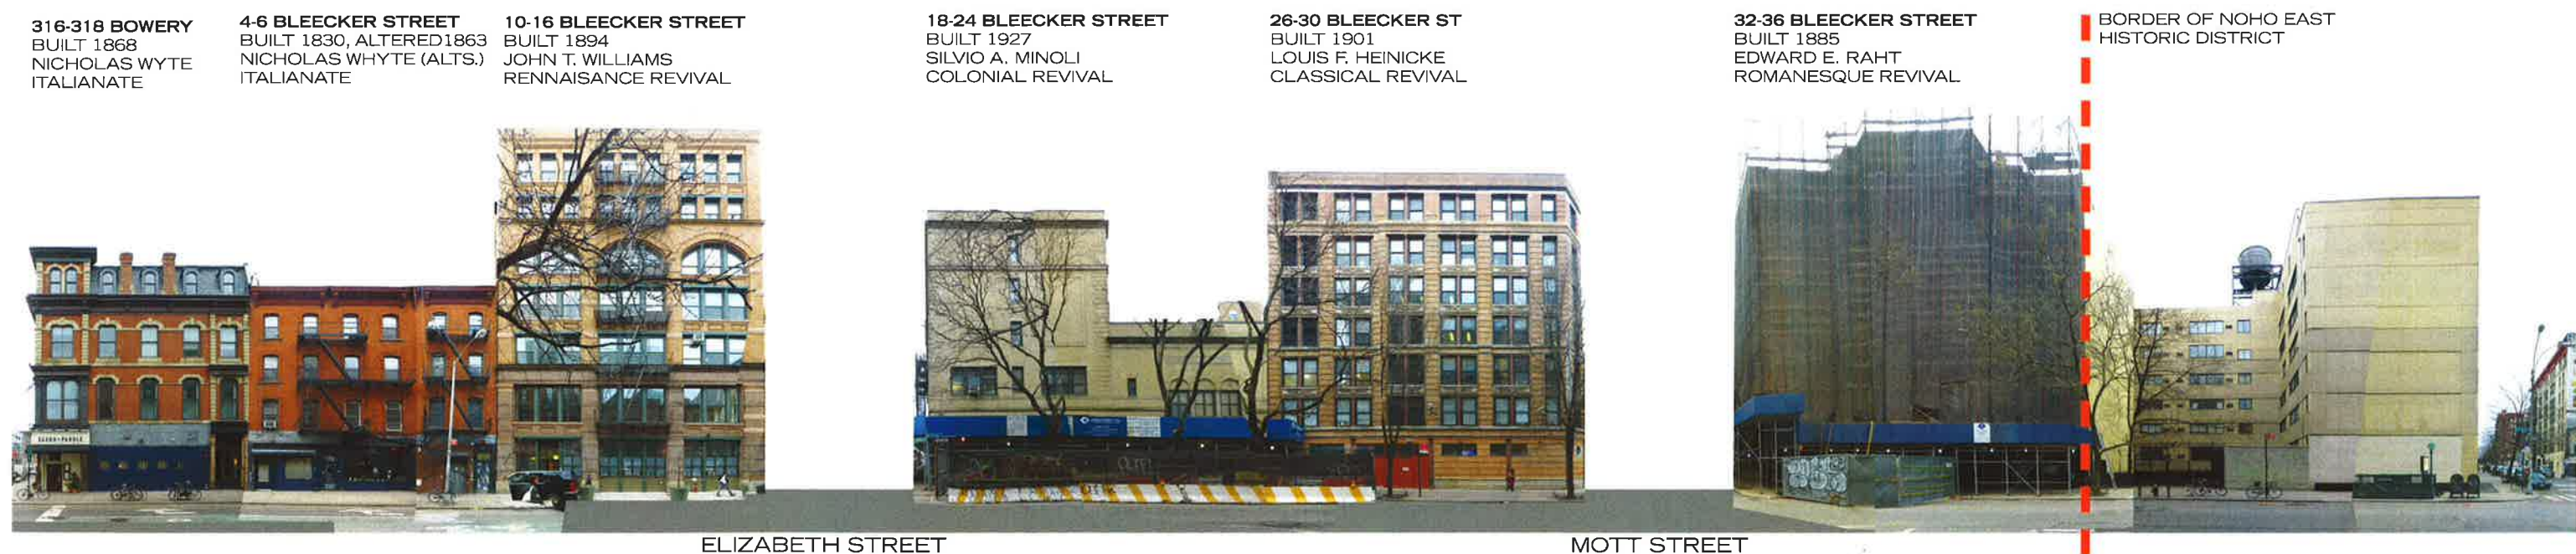 316-318 BOWERY
BUILT 1868
NICHOLAS WYTE
ITALIANATE
4-6 BLEECKER STREET
BUILT 1830, ALTERED1863
NICHOLAS WHYTE (ALTS.)
ITALIANATE
10-16 BLEECKER STREET
BUILT 1894
JOHN T. WILLIAMS
RENNAISANCE REVIVAL
18-24 BLEECKER STREET
BUILT 1927
SILVIO A. MINOLI
COLONIAL REVIVAL
26-30 BLEECKER ST
BUILT 1901
LOUIS F. HEINICKE
CLASSICAL REVIVAL
32-36 BLEECKER STREET
BUILT 1885
EDWARD E. RAHT
ROMANESQUE REVIVAL
BORDER OF NOHO EAST
HISTORIC DISTRICT
ELIZABETH STREET
MOTT STREET